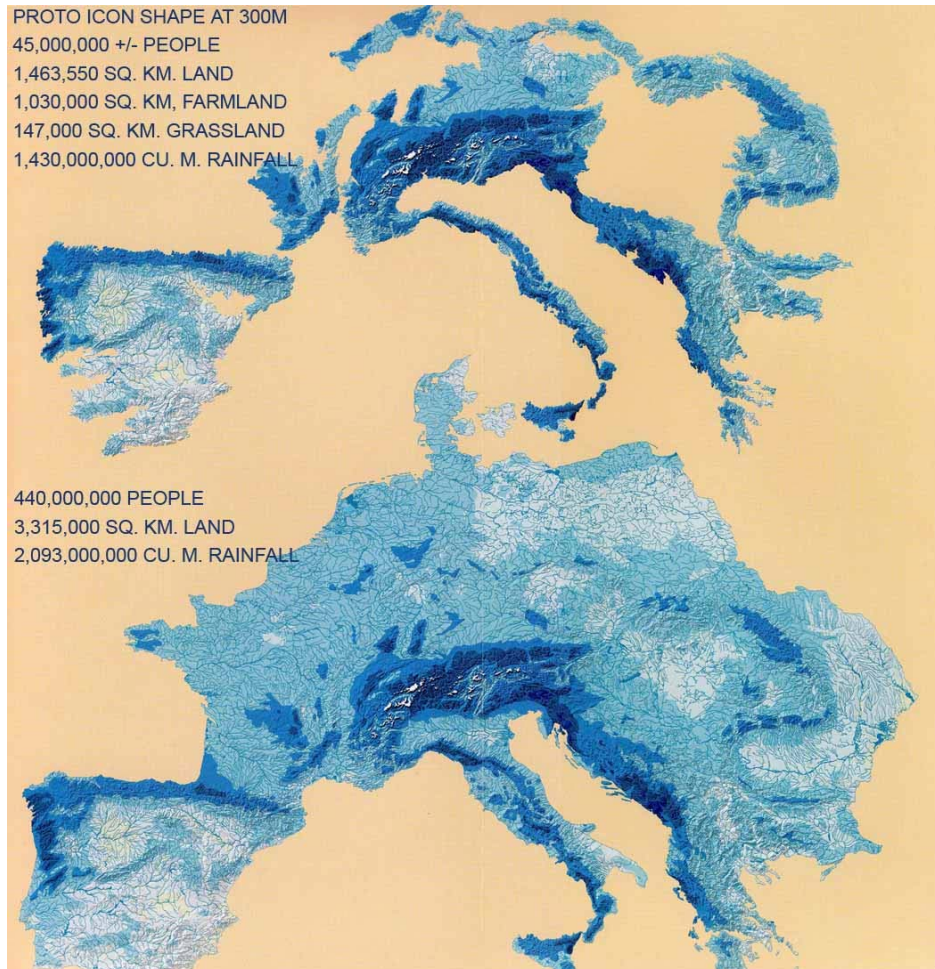 PROTO ICON SHAPE AT 300M
45,000,000 +/- PEOPLE
1,463,550 SQ. KM. LAND
1,030,000 SQ. KM, FARMLAND
147,000 SQ. KM. GRASSLAND
1,430,000,000 CU. M. RAINFALL
440,000,000 PEOPLE
3,315,000 SQ. KM. LAND
2,093,000,000 CU. M. RAINFALL